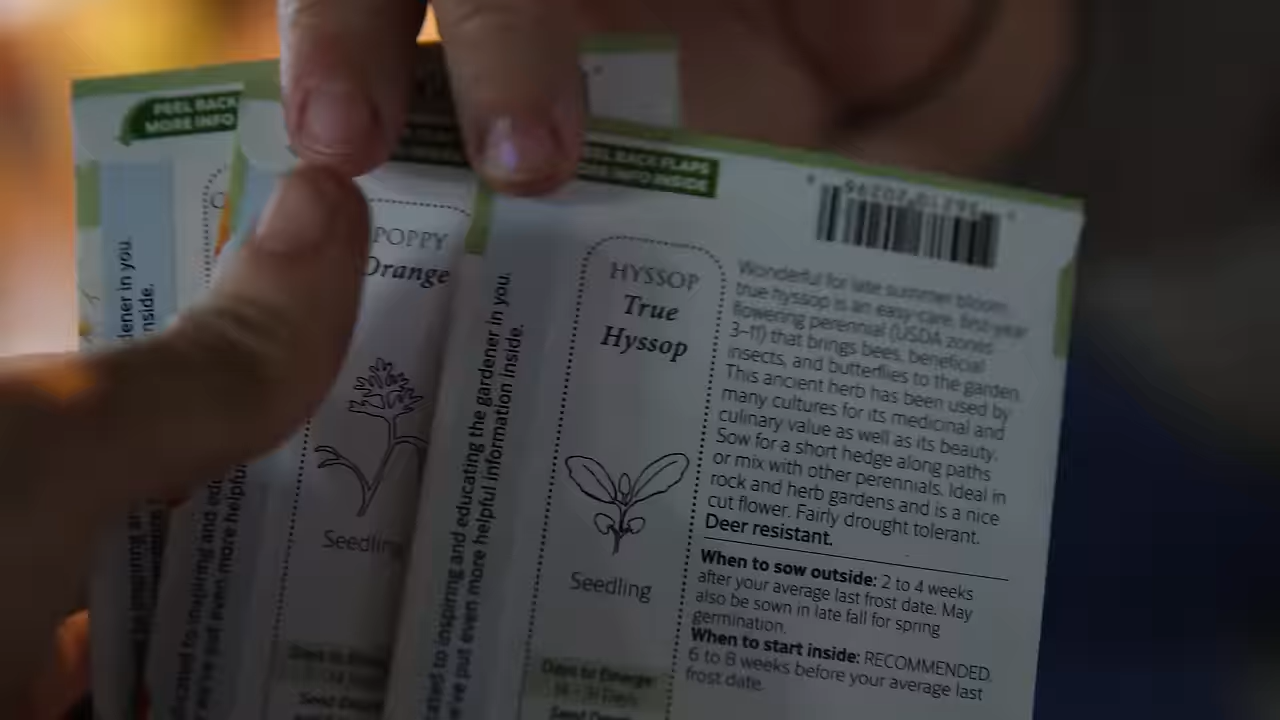 PEEL BACK
MORE INFO
dener in you.
nside.
POPPY
Orange
Seedling
PEEL BACK FLAPS
MORE INFO INSIDE
cated to inspiring and educating the gardener in you.
e've put even more helpful information inside.
HYSSOP
True
Hyssop
Seedling
Days to Emerge:
Wonderful for late summer bloom,
true hyssop is an easy-care, first-year
flowering perennial (USDA zones
3–11) that brings bees, beneficial
insects, and butterflies to the garden.
This ancient herb has been used by
many cultures for its medicinal and
culinary value as well as its beauty.
Sow for a short hedge along paths
or mix with other perennials. Ideal in
rock and herb gardens and is a nice
cut flower. Fairly drought tolerant.
Deer resistant.
When to sow outside: 2 to 4 weeks
after your average last frost date. May
also be sown in late fall for spring
germination.
When to start inside: RECOMMENDED.
6 to 8 weeks before your average last
frost date.